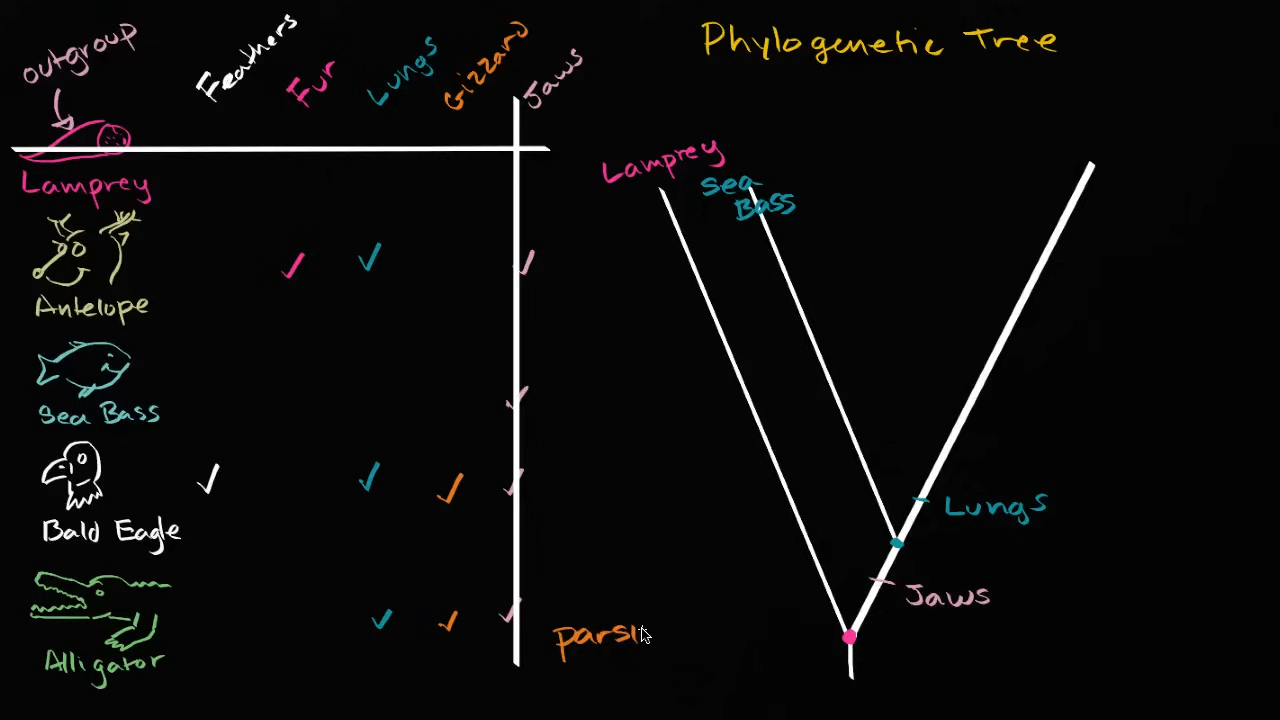 Phylogenetic Tree
outgroup
Feathers
Fur
Lungs
Gizzard
Jaws
Lamprey
Antelope
Sea Bass
Bald Eagle
Alligator
Lamprey
Sea
Bass
Lungs
Jaws
parsi